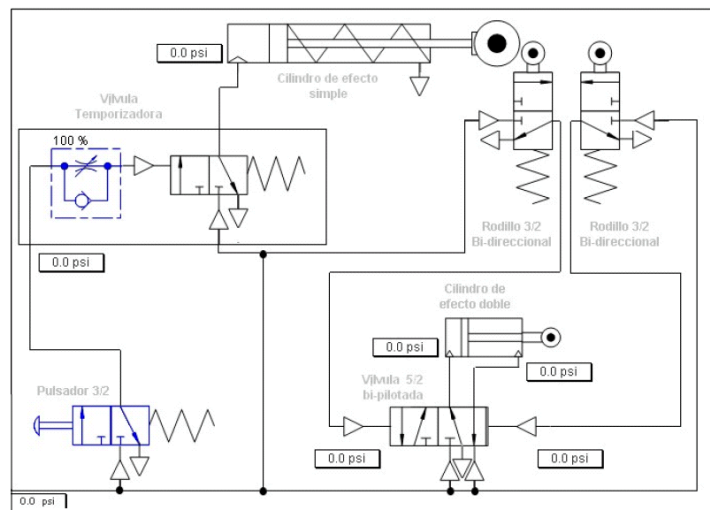 0.0 psi
Cilindro de efecto
simple
Vįlvula
Temporizadora
100 %
0.0 psi
Rodillo 3/2
Bi-direccional
Rodillo 3/2
Bi-direccional
Cilindro de
efecto doble
0.0 psi
0.0 psi
Pulsador 3/2
Vįlvula 5/2
bi-pilotada
0.0 psi
0.0 psi
0.0 psi